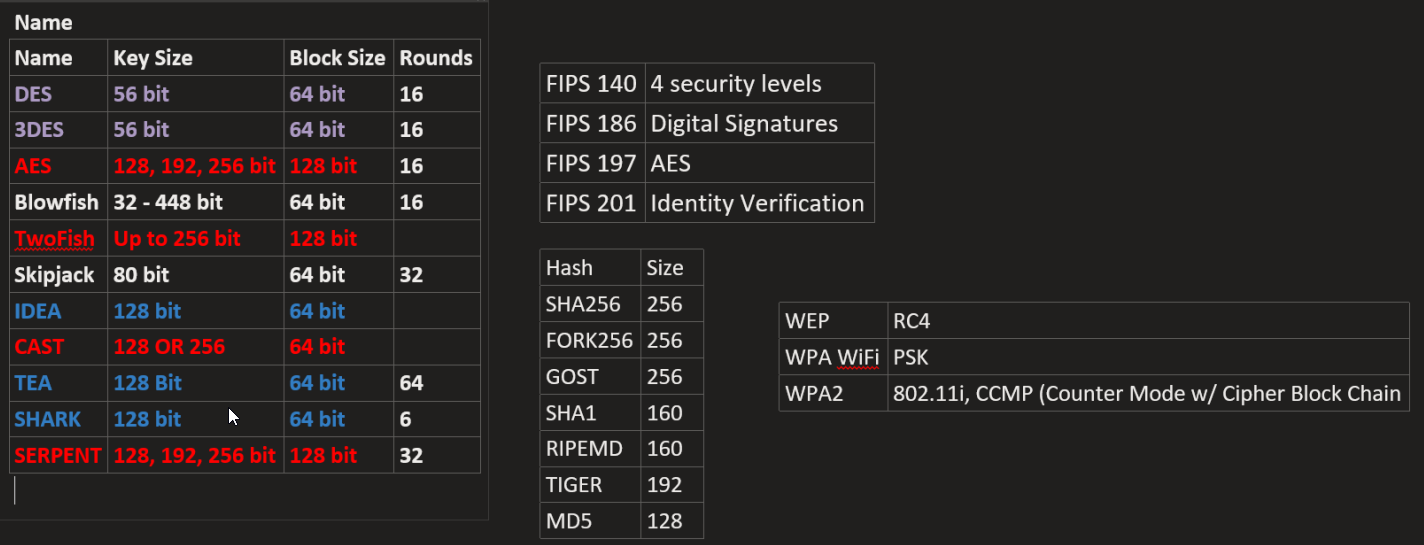 Name
Name Key Size Block Size Rounds
DES 56 bit 64 bit 16
3DES 56 bit 64 bit 16
AES 128, 192, 256 bit 128 bit 16
Blowfish 32 - 448 bit 64 bit 16
TwoFish Up to 256 bit 128 bit
Skipjack 80 bit 64 bit 32
IDEA 128 bit 64 bit
CAST 128 OR 256 64 bit
TEA 128 Bit 64 bit 64
SHARK 128 bit 64 bit 6
SERPENT 128, 192, 256 bit 128 bit 32
FIPS 140 4 security levels
FIPS 186 Digital Signatures
FIPS 197 AES
FIPS 201 Identity Verification
Hash Size
SHA256 256
FORK256 256
GOST 256
SHA1 160
RIPEMD 160
TIGER 192
MD5 128
WEP RC4
WPA WiFi PSK
WPA2 802.11i, CCMP (Counter Mode w/ Cipher Block Chain